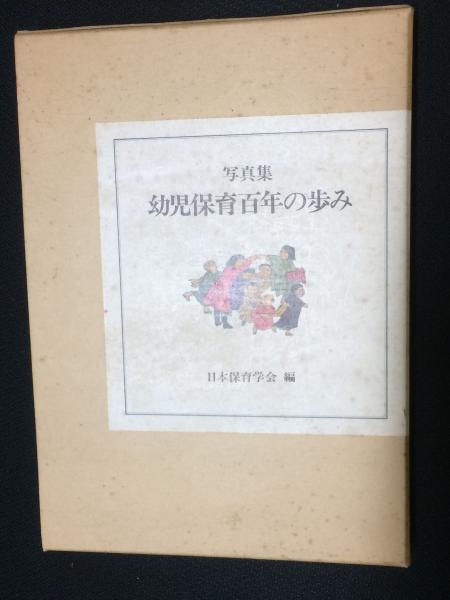 写真集
幼児保育百年の歩み
日本保育学会 編